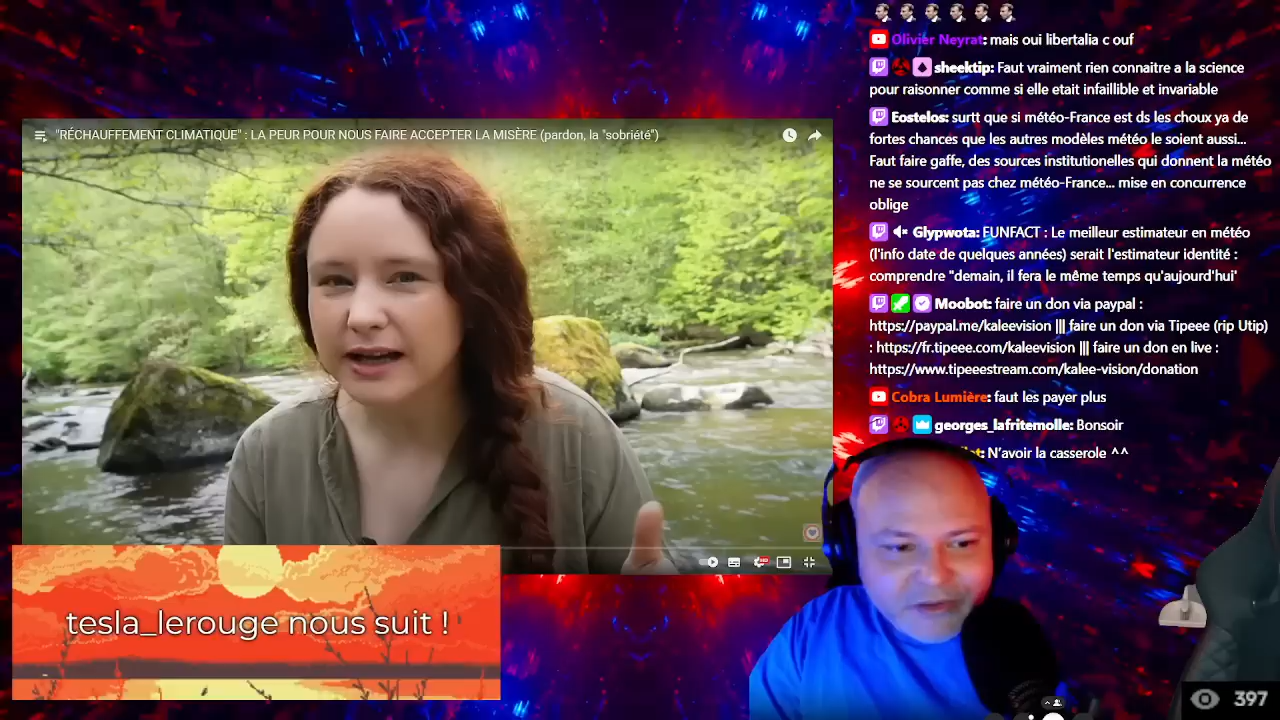 "RÉCHAUFFEMENT CLIMATIQUE" : LA PEUR POUR NOUS FAIRE ACCEPTER LA MISÈRE (pardon, la "sobriété")
Olivier Neyrat: mais oui libertalia c ouf
sheektip: Faut vraiment rien connaitre a la science
pour raisonner comme si elle etait infaillible et invariable
Eostelos: surtt que si météo-France est ds les choux ya de
fortes chances que les autres modèles météo le soient aussi...
Faut faire gaffe, des sources institutionelles qui donnent la météo
ne se sourcent pas chez météo-France... mise en concurrence
oblige
Glypwota: FUNFACT : Le meilleur estimateur en météo
(l'info date de quelques années) serait l'estimateur identité :
comprendre "demain, il fera le même temps qu'aujourd'hui"
Moobot: faire un don via paypal :
https://paypal.me/kaleevision ||| faire un don via Tipeee (rip Utip)
: https://fr.tipeee.com/kaleevision ||| faire un don en live :
https://www.tipeeestream.com/kalee-vision/donation
Cobra Lumière: faut les payer plus
georges_lafritemolle: Bonsoir
: N'avoir la casserole ^^
tesla_lerouge nous suit !
397